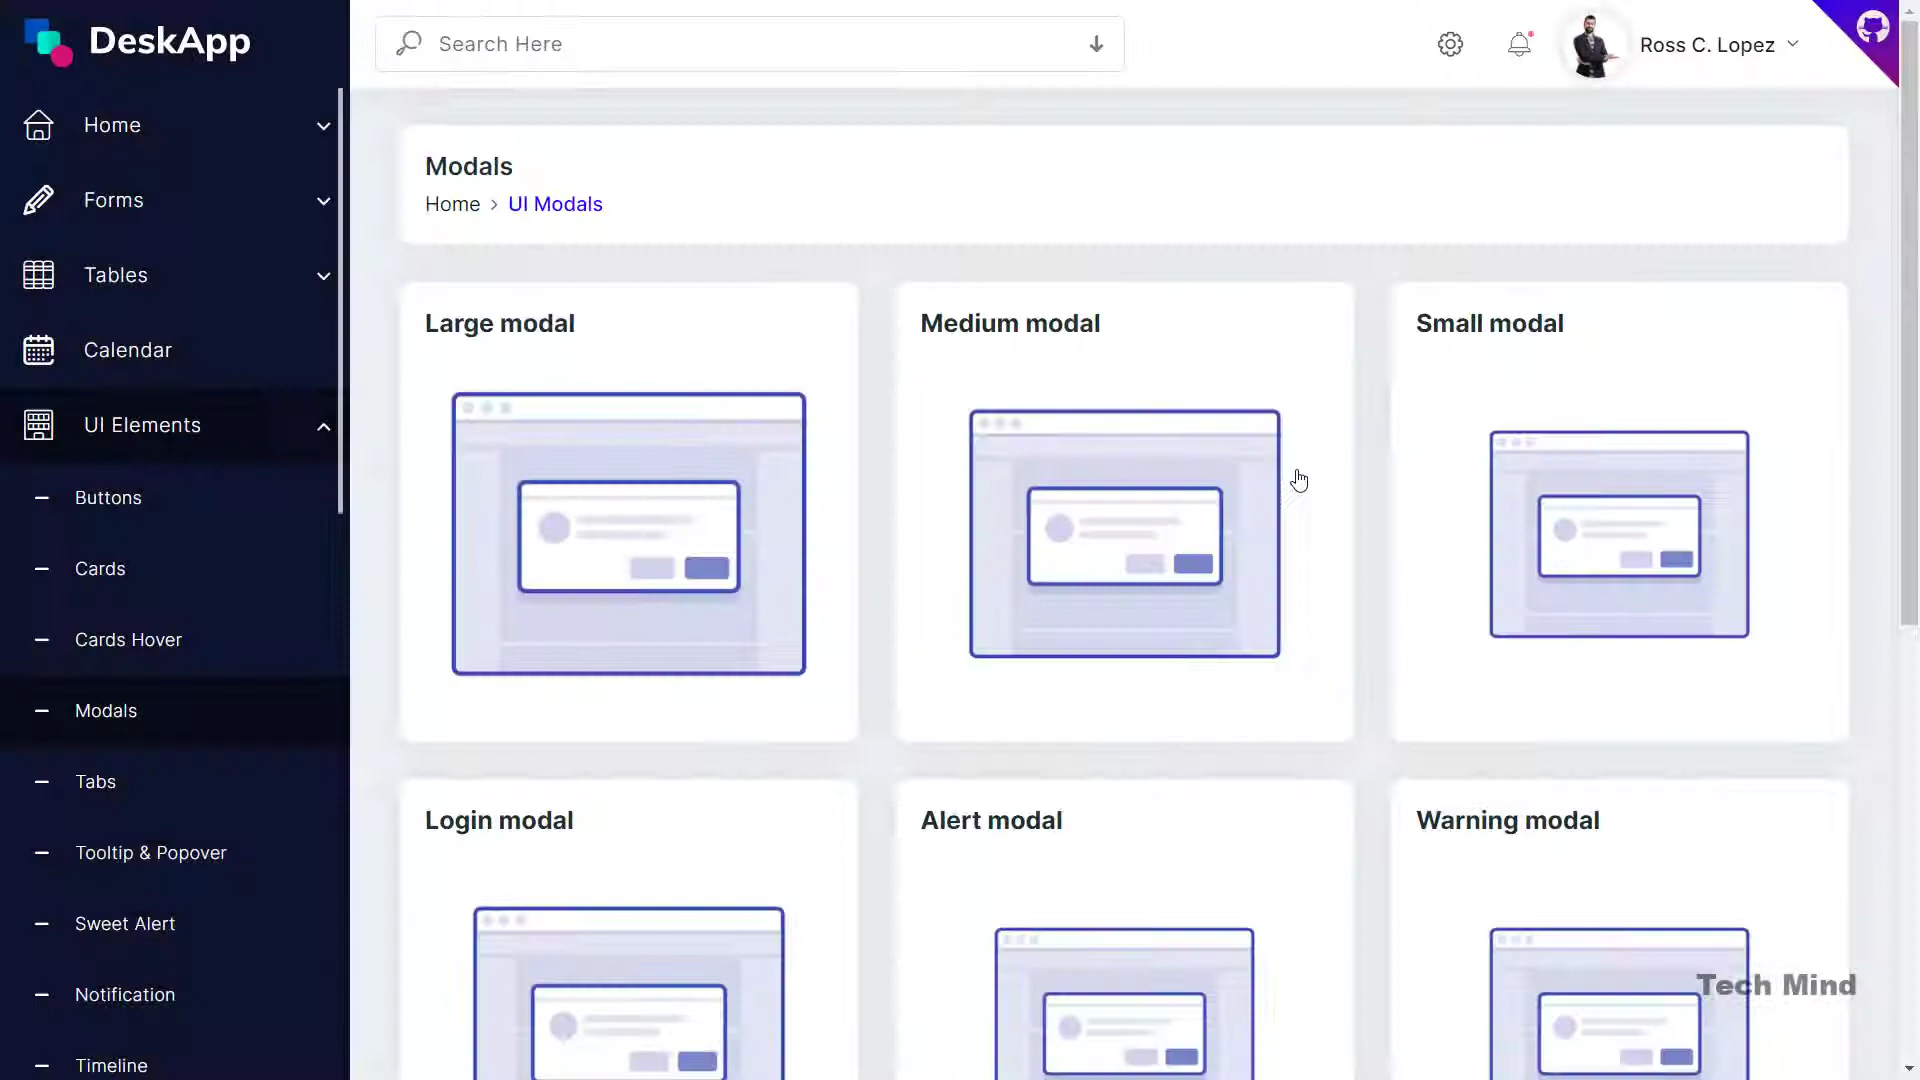 DeskApp
Search Here
Ross C. Lopez
Home
Forms
Tables
Calendar
UI Elements
Buttons
Cards
Cards Hover
Modals
Tabs
Tooltip & Popover
Sweet Alert
Notification
Timeline
Modals
Home > UI Modals
Large modal
Medium modal
Small modal
Login modal
Alert modal
Warning modal
Tech Mind